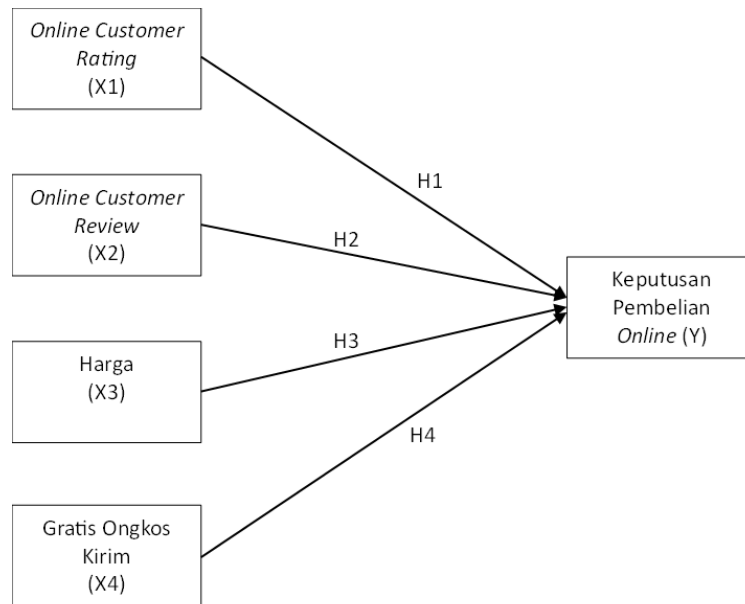 Online Customer
Rating
(X1)
H1
Online Customer
Review
(X2)
H2
Keputusan
Pembelian
Online (Y)
H3
Harga
(X3)
H4
Gratis Ongkos
Kirim
(X4)